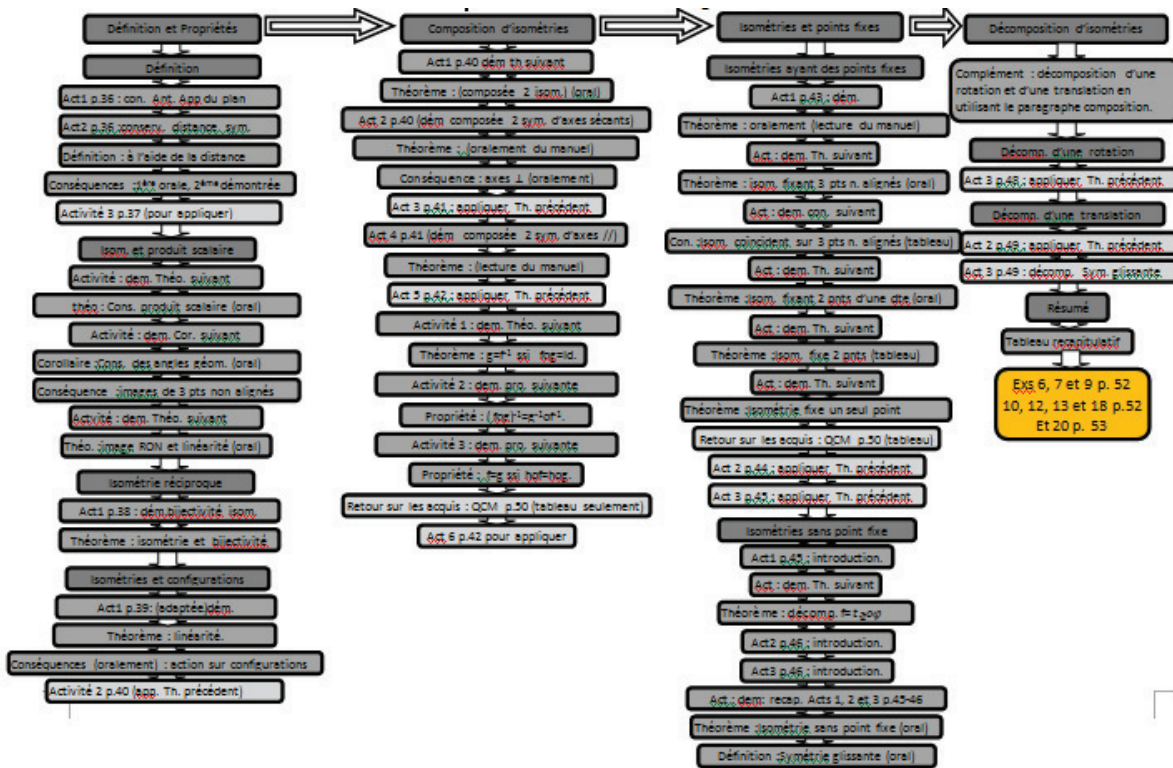 Définition et Propriétés
Définition
Act1 p.36 : con. Ant. App du plan
Act2 p.36 :conserv. distance. sym.
Définition : à l'aide de la distance
Conséquences :1ère orale, 2ème démontrée
Activité 3 p.37 (pour appliquer)
Isom. et produit scalaire
Activité : dem. Théo. suivant
théo : Cons. produit scalaire (oral)
Activité : dem. Cor. suivant
Corollaire :Cons. des angles géom. (oral)
Conséquence :images de 3 pts non alignés
Activité : dem. Théo. suivant
Théo. image RON et linéarité (oral)
Isométrie réciproque
Act1 p.38 : dém.bijectivité isom.
Théorème : isométrie et bijectivité
Isométries et configurations
Act1 p.39: (adaptée)dém.
Théorème : linéarité.
Conséquences (oralement) : action sur configurations
Activité 2 p.40 (app. Th. précédent)
Composition d'isométries
Act1 p.40 dém th suivant
Théorème : (composée 2 isom.) (oral)
Act 2 p.40 (dém composée 2 sym. d'axes sécants)
Théorème : (oralement du manuel)
Conséquence : axes ⊥ (oralement)
Act 3 p.41 : appliquer Th. précédent.
Act 4 p.41 (dém composée 2 sym. d'axes //)
Théorème : (lecture du manuel)
Act 5 p.42 : appliquer Th. précédent.
Activité 1 : dem. Théo. suivant
Théorème : g=f⁻¹ ssi fog=Id.
Activité 2 : dem. pro. suivante
Propriété : (fog)⁻¹=g⁻¹of⁻¹.
Activité 3 : dem. pro. suivante
Propriété : f=g ssi hof=hog.
Retour sur les acquis : QCM p.50 (tableau seulement)
Act 6 p.42 pour appliquer
Isométries et points fixes
Isométries ayant des points fixes
Act1 p.43 : dém.
Théorème : oralement (lecture du manuel)
Act : dem. Th. suivant
Théorème : isom. fixant 3 pts n. alignés (oral)
Act : dem. con. suivant
Con. :Isom. coïncident sur 3 pts n. alignés (tableau)
Act : dem. Th. suivant
Théorème : isom. fixant 2 pnts d'une dte (oral)
Act : dem. Th. suivant
Théorème :Isom. fixe 2 pnts (tableau)
Act : dem. Th. suivant
Théorème :Isométrie fixe un seul point
Retour sur les acquis : QCM p.50 (tableau)
Act 2 p.44 : appliquer Th. précédent.
Act 3 p.45 : appliquer Th. précédent.
Isométries sans point fixe
Act1 p.45 : introduction.
Act : dem. Th. suivant
Théorème : décomp.
Act2 p.46 : introduction.
Act3 p.46 : introduction.
Act : dem: recap. Acts 1, 2 et 3 p.45-46
Théorème :Isométrie sans point fixe (oral)
Définition :Symétrie glissante (oral)
Décomposition d'isométries
Complément : décomposition d'une
rotation et d'une translation en
utilisant le paragraphe composition.
Décomp. d'une rotation
Act 3 p.48 : appliquer Th. précédent.
Décomp. d'une translation
Act 2 p.49 : appliquer Th. précédent.
Act 3 p.49 : décomp. Sym. glissante.
Résumé
Tableau recapitulatif
Exs 6, 7 et 9 p. 52
10, 12, 13 et 18 p.52
Et 20 p. 53